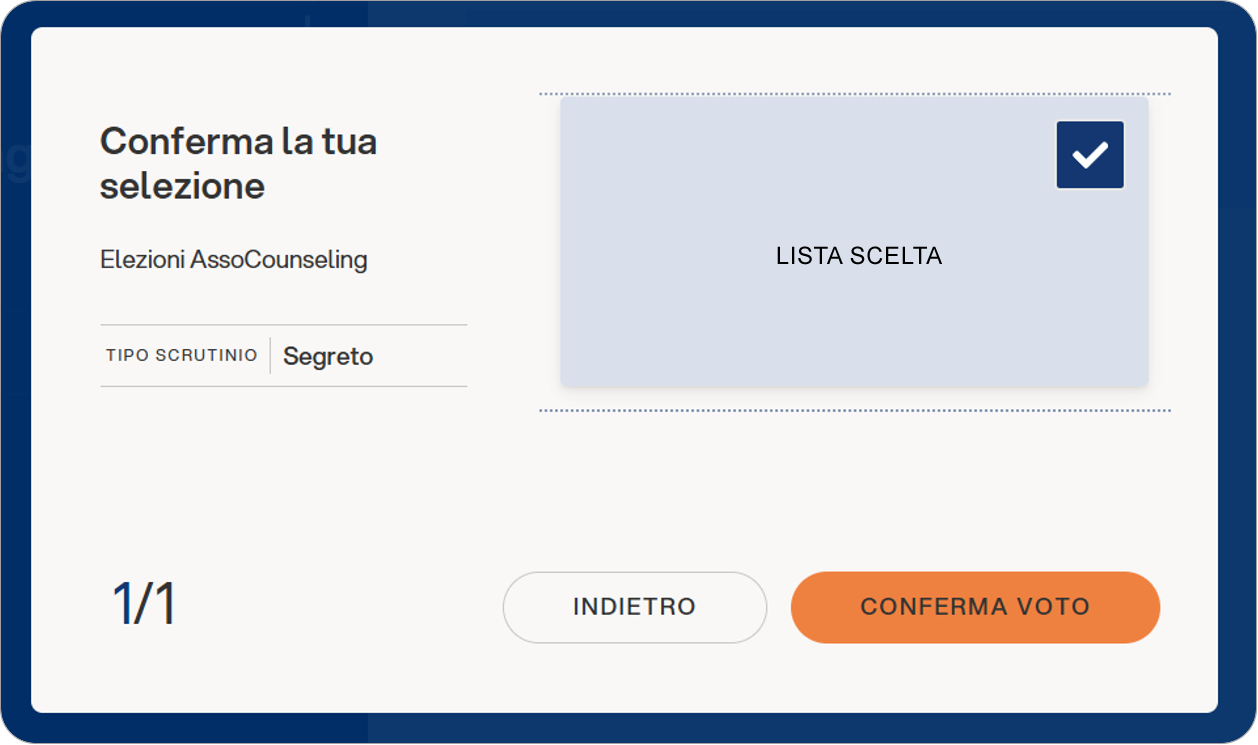 Conferma la tua
selezione
Elezioni AssoCounseling
TIPO SCRUTINIO
Segreto
LISTA SCELTA
1/1
INDIETRO
CONFERMA VOTO